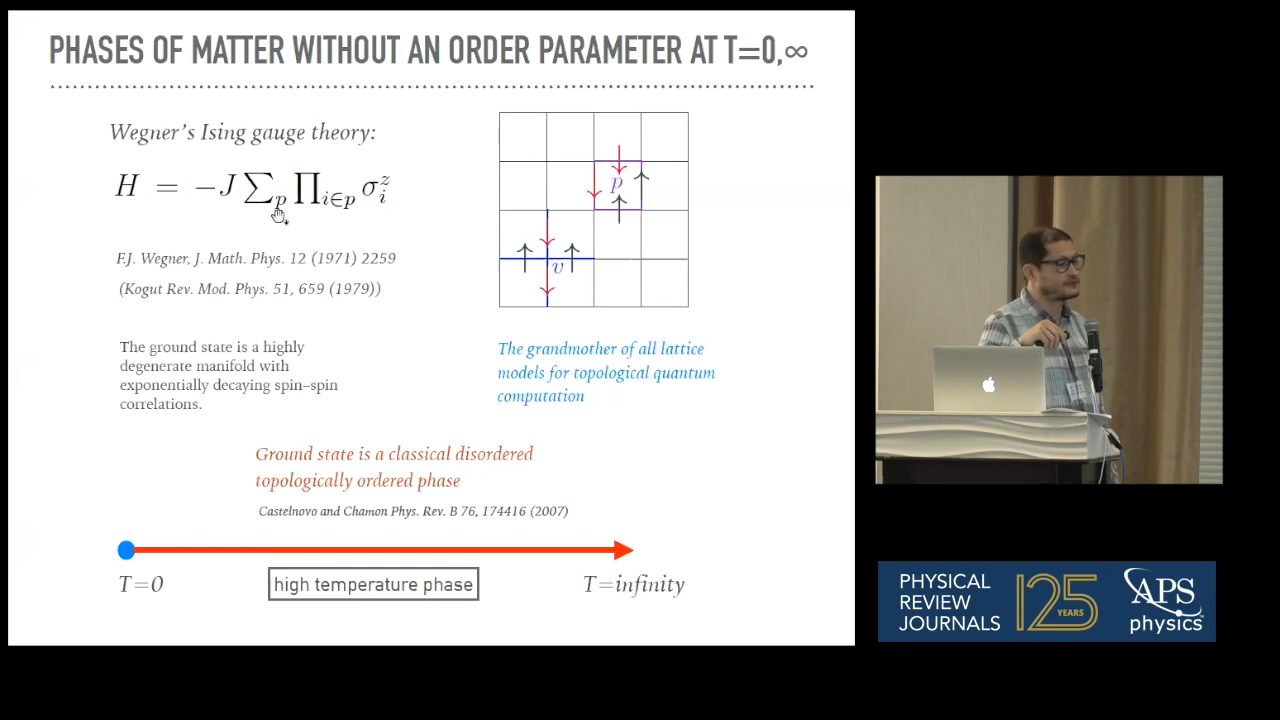 PHASES OF MATTER WITHOUT AN ORDER PARAMETER AT T=0,∞
Wegner's Ising gauge theory:
H = −J∑ₚ∏_{i∈p} σᵢᶻ
F.J. Wegner, J. Math. Phys. 12 (1971) 2259
(Kogut Rev. Mod. Phys. 51, 659 (1979))
p
v
The ground state is a highly
degenerate manifold with
exponentially decaying spin–spin
correlations.
The grandmother of all lattice
models for topological quantum
computation
Ground state is a classical disordered
topologically ordered phase
Castelnovo and Chamon Phys. Rev. B 76, 174416 (2007)
T=0
high temperature phase
T=infinity
PHYSICAL
REVIEW
JOURNALS
125
YEARS
APS
physics